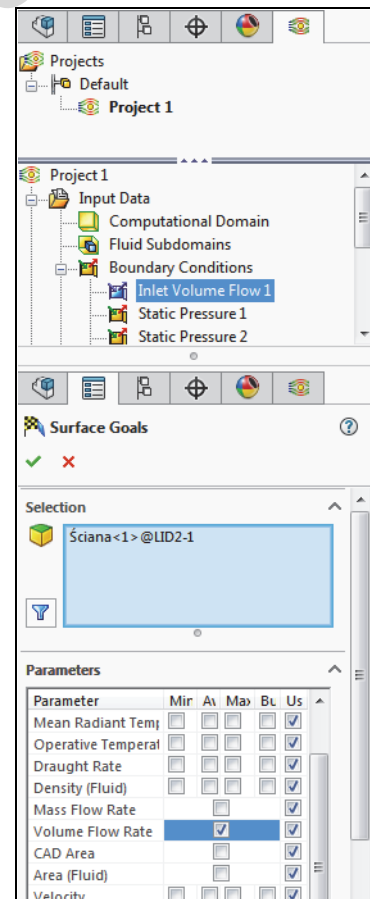 Projects
Default
Project 1
Project 1
Input Data
Computational Domain
Fluid Subdomains
Boundary Conditions
Inlet Volume Flow 1
Static Pressure 1
Static Pressure 2
Surface Goals
Selection
Ściana<1>@LID2-1
Parameters
Parameter Mir Av Max Bu Us
Mean Radiant Temp
Operative Temperat
Draught Rate
Density (Fluid)
Mass Flow Rate
Volume Flow Rate
CAD Area
Area (Fluid)
Velocity